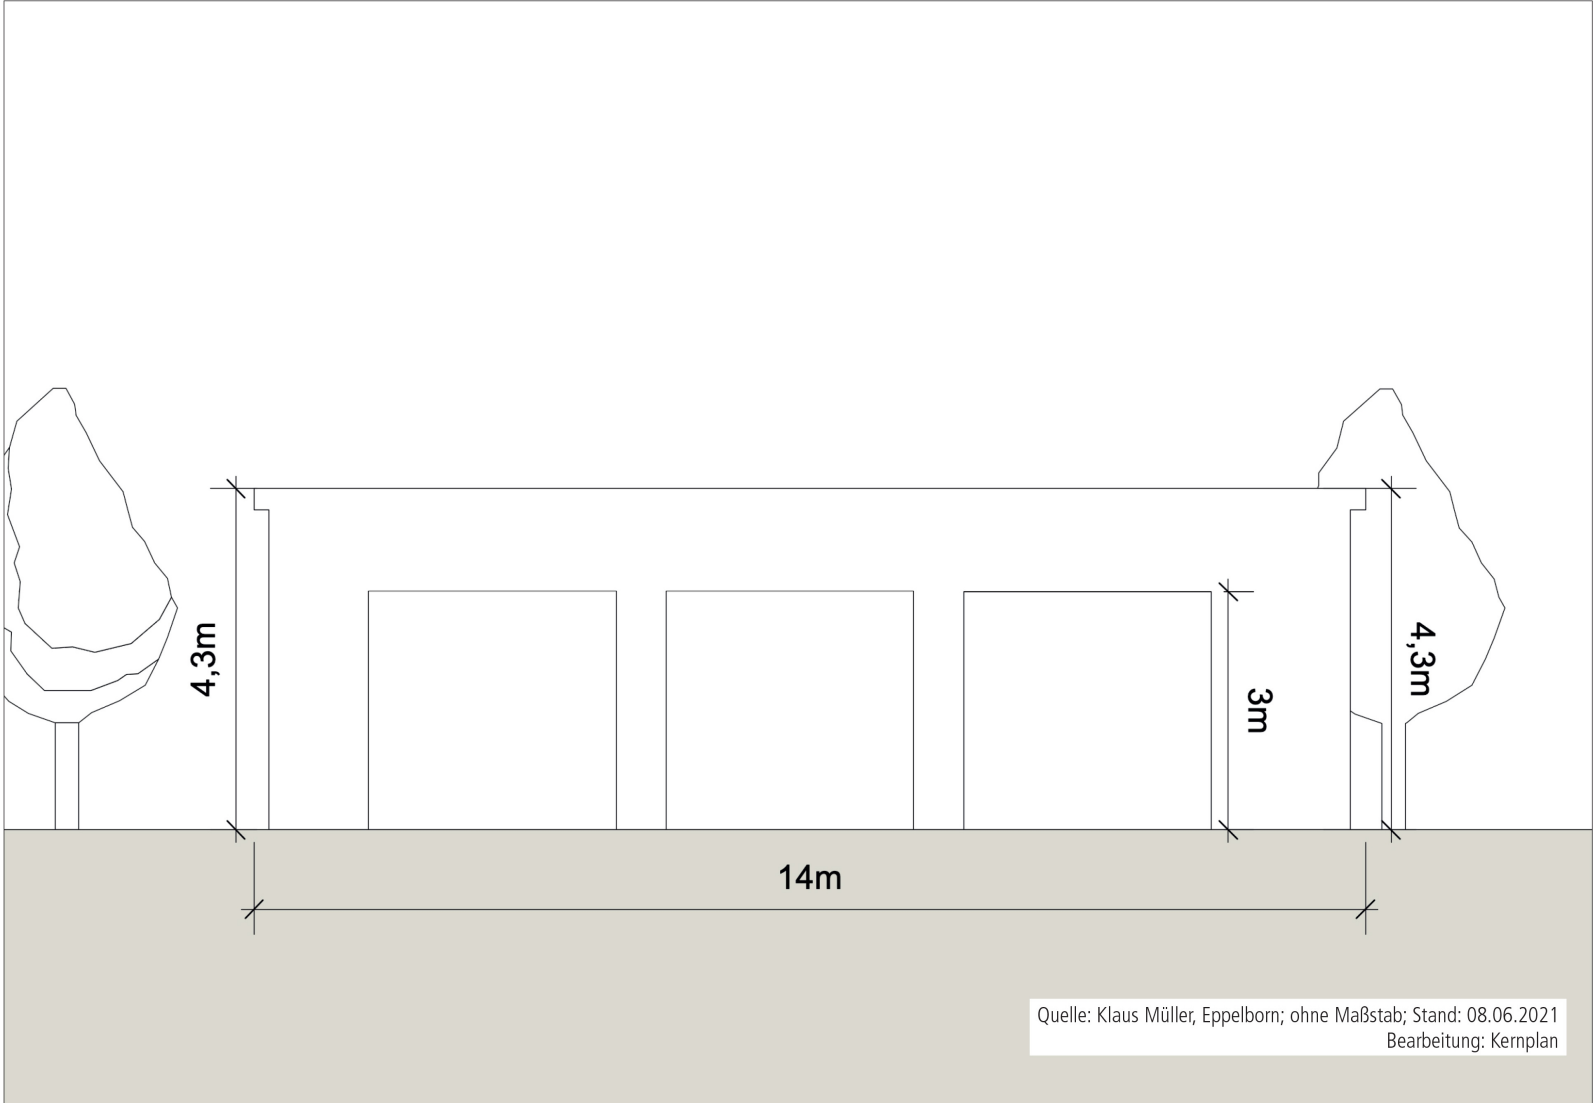 4,3m
4,3m
3m
14m
Quelle: Klaus Müller, Eppelborn; ohne Maßstab; Stand: 08.06.2021
Bearbeitung: Kernplan